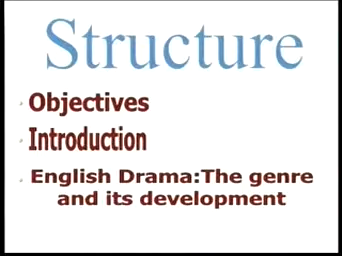 Structure
Objectives
Introduction
English Drama:The genre
and its development